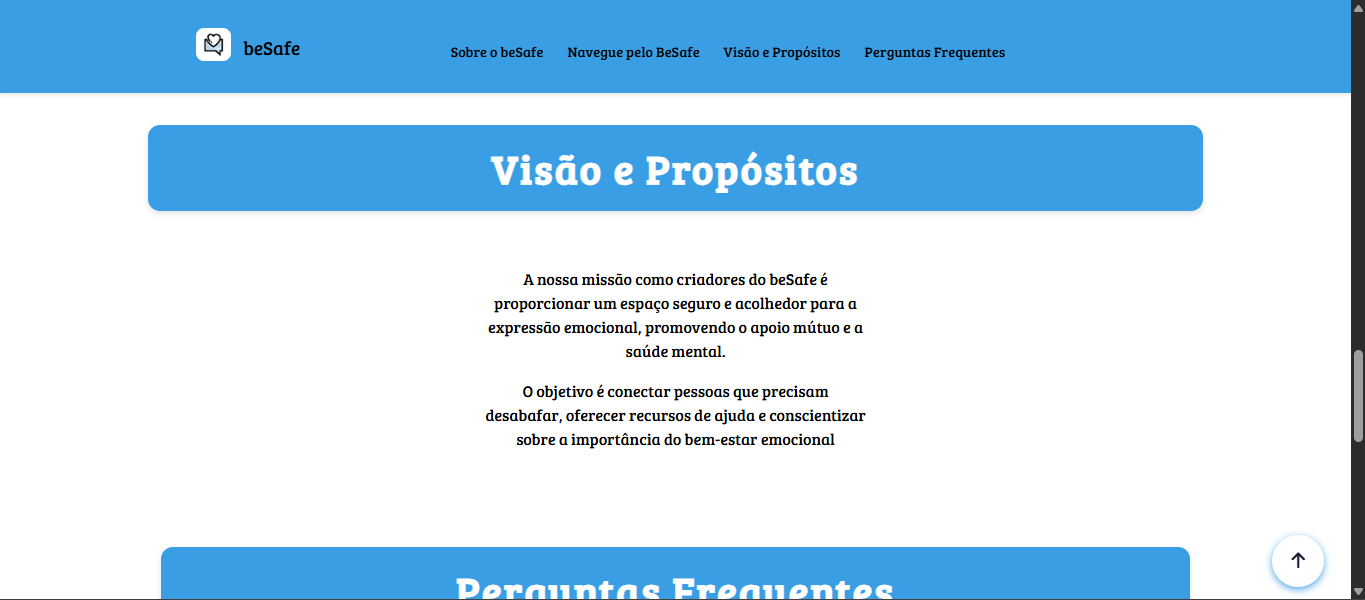 beSafe
Sobre o beSafe
Navegue pelo BeSafe
Visão e Propósitos
Perguntas Frequentes
Visão e Propósitos
A nossa missão como criadores do beSafe é
proporcionar um espaço seguro e acolhedor para a
expressão emocional, promovendo o apoio mútuo e a
saúde mental.
O objetivo é conectar pessoas que precisam
desabafar, oferecer recursos de ajuda e conscientizar
sobre a importância do bem-estar emocional
Perguntas Frequentes